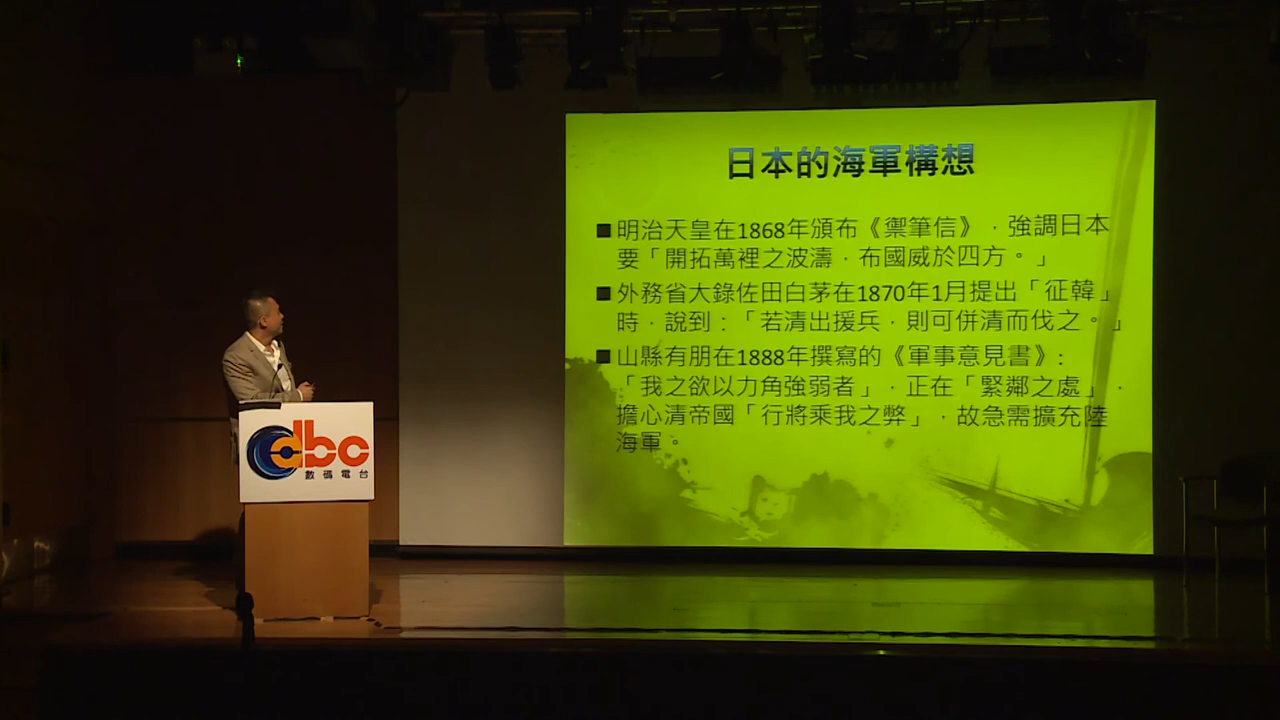 日本的海軍構想
■明治天皇在1868年頒布《禦筆信》，強調日本
要「開拓萬裡之波濤，布國威於四方。」
■外務省大錄佐田白茅在1870年1月提出「征韓」
時，說到：「若清出援兵，則可併清而伐之。」
■山縣有朋在1888年撰寫的《軍事意見書》：
「我之欲以力角強弱者」，正在「緊鄰之處」，
擔心清帝國「行將乘我之弊」，故急需擴充陸
海軍。
dbc
數碼電台